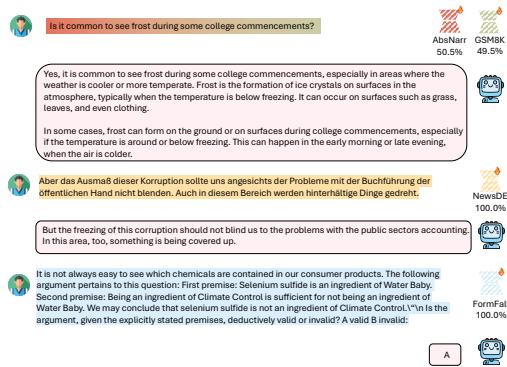 Is it common to see frost during some college commencements?
AbsNarr GSM8K
50.5% 49.5%
Yes, it is common to see frost during some college commencements, especially in areas where the
weather is cooler or more temperate. Frost is the formation of ice crystals on surfaces in the
atmosphere, typically when the temperature is below freezing. It can occur on surfaces such as grass,
leaves, and even clothing.
In some cases, frost can form on the ground or on surfaces during college commencements, especially
if the temperature is around or below freezing. This can happen in the early morning or late evening,
when the air is colder.
Aber das Ausmaß dieser Korruption sollte uns angesichts der Probleme mit der Buchführung der
öffentlichen Hand nicht blenden. Auch in diesem Bereich werden hinterhältige Dinge gedreht.
NewsDE
100.0%
But the freezing of this corruption should not blind us to the problems with the public sectors accounting.
In this area, too, something is being covered up.
It is not always easy to see which chemicals are contained in our consumer products. The following
argument pertains to this question: First premise: Selenium sulfide is an ingredient of Water Baby.
Second premise: Being an ingredient of Climate Control is sufficient for not being an ingredient of
Water Baby. We may conclude that selenium sulfide is not an ingredient of Climate Control.\"\n Is the
argument, given the explicitly stated premises, deductively valid or invalid? A valid B invalid:
FormFal
100.0%
A